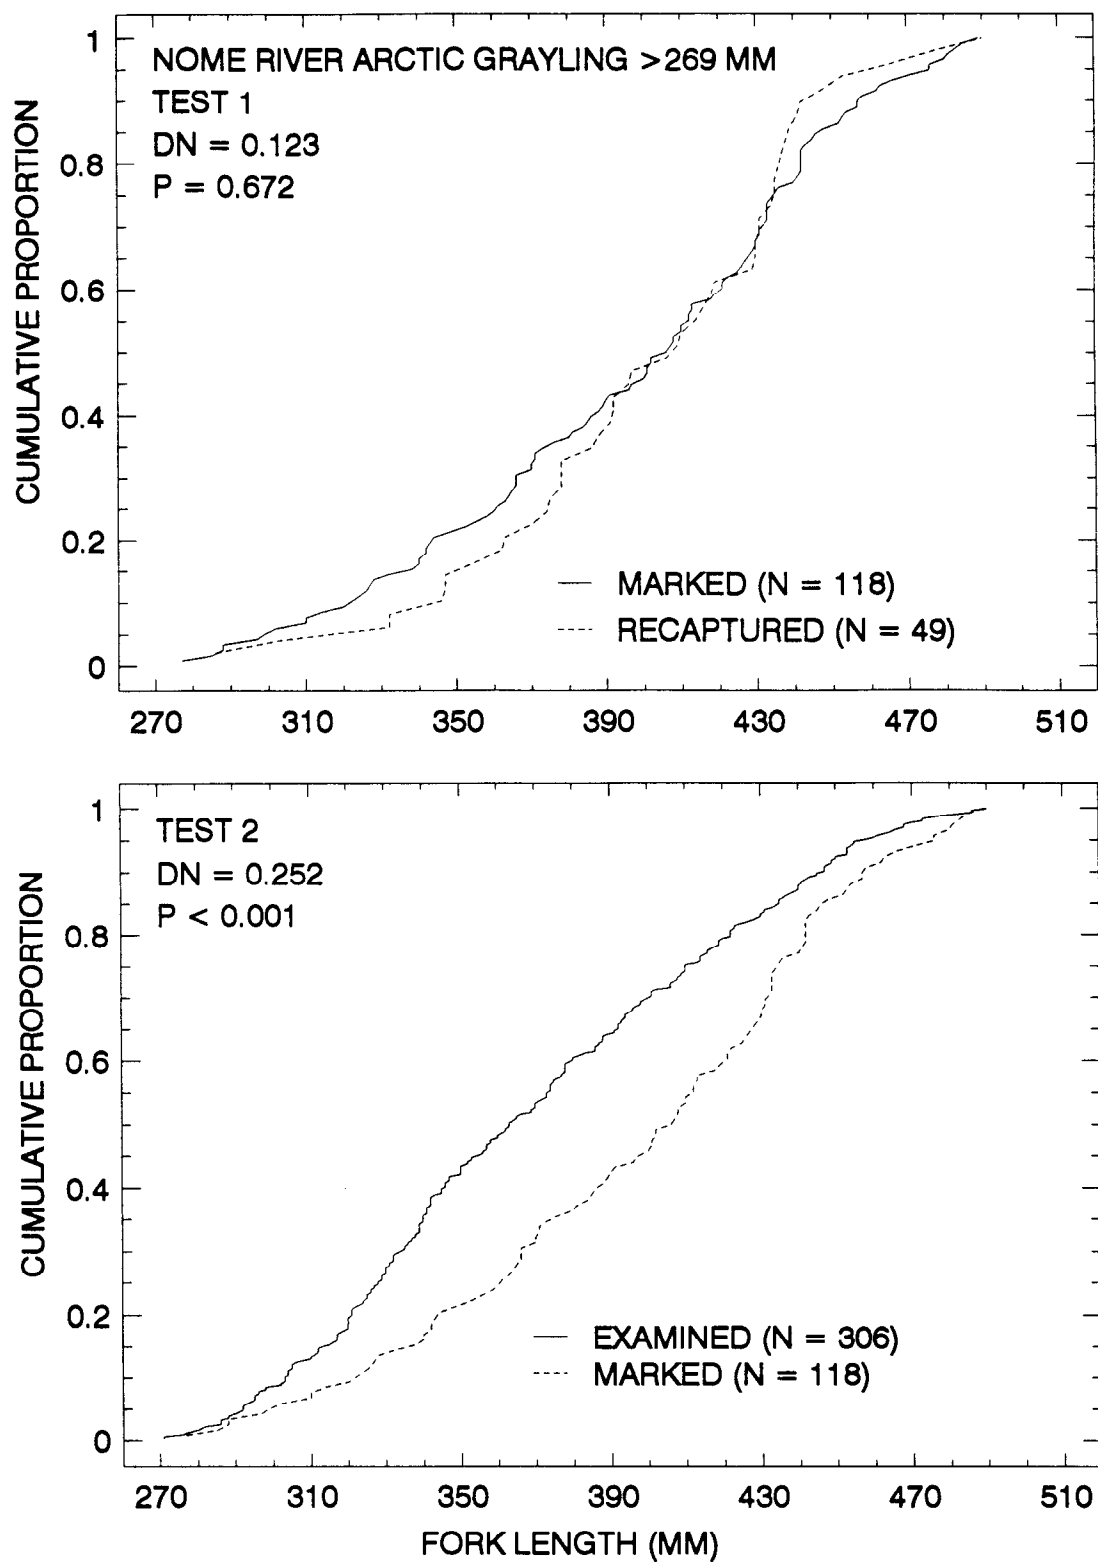 NOME RIVER ARCTIC GRAYLING >269 MM
TEST 1
DN = 0.123
P = 0.672
CUMULATIVE PROPORTION
1
0.8
0.6
0.4
0.2
0
MARKED (N = 118)
RECAPTURED (N = 49)
270 310 350 390 430 470 510
TEST 2
DN = 0.252
P < 0.001
CUMULATIVE PROPORTION
1
0.8
0.6
0.4
0.2
0
EXAMINED (N = 306)
MARKED (N = 118)
270 310 350 390 430 470 510
FORK LENGTH (MM)